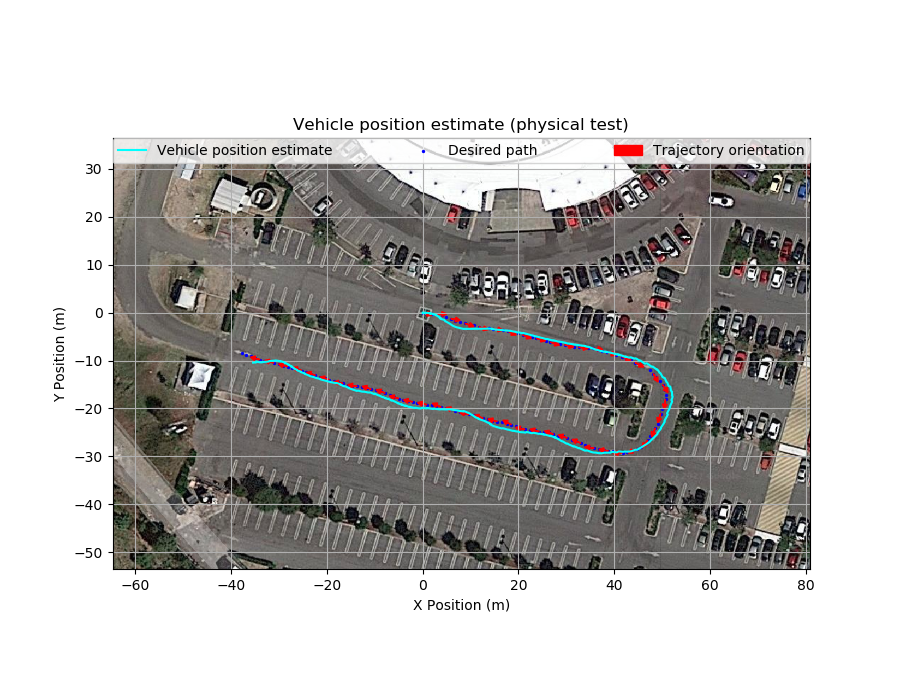 Vehicle position estimate (physical test)
Vehicle position estimate Desired path Trajectory orientation
30
20
10
0
−10
−20
−30
−40
−50
Y Position (m)
−60 −40 −20 0 20 40 60 80
X Position (m)